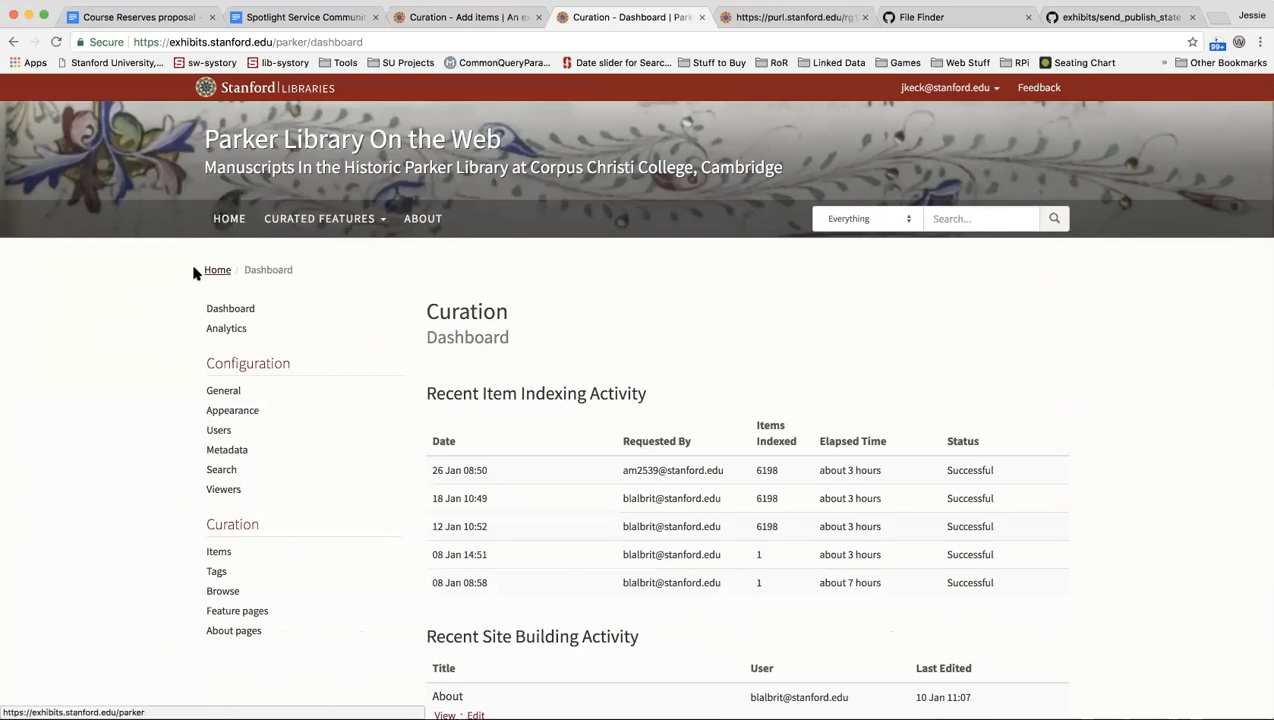 Course Reserves proposal - × Spotlight Service Communi × Curation - Add items | An ex × Curation - Dashboard | Park × https://purl.stanford.edu/rg1 × File Finder × exhibits/send_publish_state × Jessie
Secure https://exhibits.stanford.edu/parker/dashboard 99+
Apps Stanford University,... sw-systory lib-systory Tools SU Projects CommonQueryPara... Date slider for Searc... Stuff to Buy RoR Linked Data Games Web Stuff RPi Seating Chart » Other Bookmarks
Stanford LIBRARIES jkeck@stanford.edu Feedback
Parker Library On the Web
Manuscripts In the Historic Parker Library at Corpus Christi College, Cambridge
HOME CURATED FEATURES ABOUT Everything Search...
Home / Dashboard
Dashboard
Analytics
Configuration
General
Appearance
Users
Metadata
Search
Viewers
Curation
Items
Tags
Browse
Feature pages
About pages
Curation
Dashboard
Recent Item Indexing Activity
Date Requested By Items Indexed Elapsed Time Status
26 Jan 08:50 am2539@stanford.edu 6198 about 3 hours Successful
18 Jan 10:49 blalbrit@stanford.edu 6198 about 3 hours Successful
12 Jan 10:52 blalbrit@stanford.edu 6198 about 3 hours Successful
08 Jan 14:51 blalbrit@stanford.edu 1 about 3 hours Successful
08 Jan 08:58 blalbrit@stanford.edu 1 about 7 hours Successful
Recent Site Building Activity
Title User Last Edited
About blalbrit@stanford.edu 10 Jan 11:07
View · Edit
https://exhibits.stanford.edu/parker